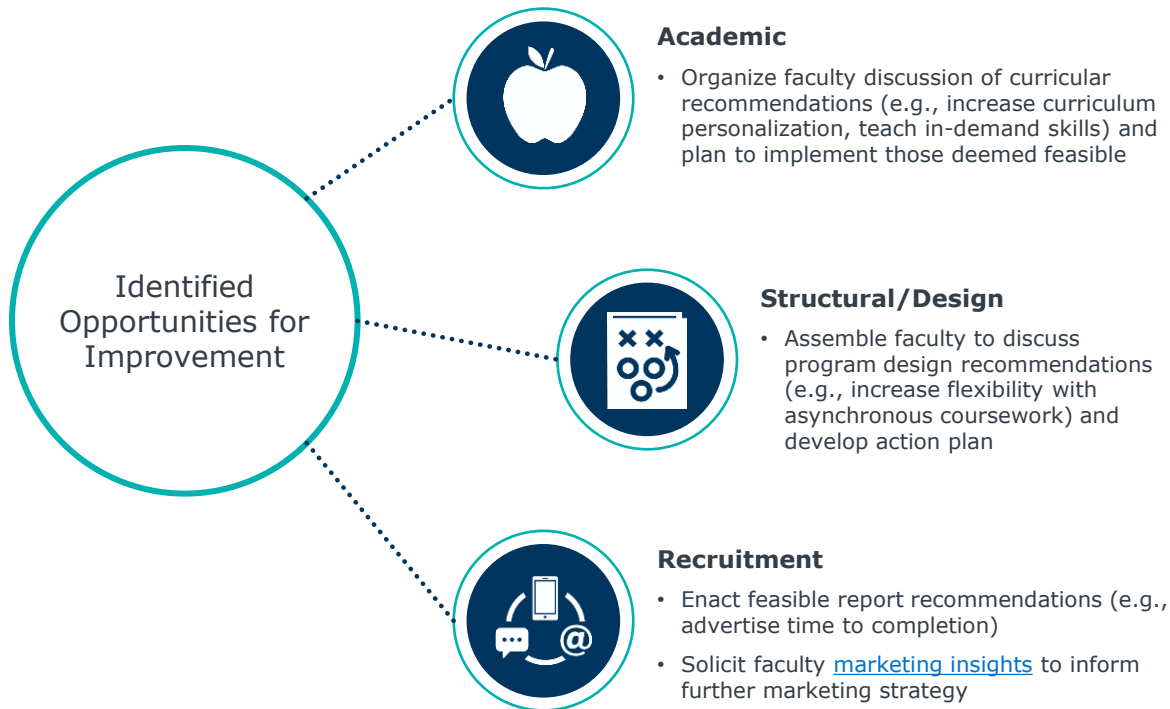 Identified
Opportunities for
Improvement
Academic
• Organize faculty discussion of curricular
recommendations (e.g., increase curriculum
personalization, teach in-demand skills) and
plan to implement those deemed feasible
Structural/Design
• Assemble faculty to discuss
program design recommendations
(e.g., increase flexibility with
asynchronous coursework) and
develop action plan
Recruitment
• Enact feasible report recommendations (e.g.,
advertise time to completion)
• Solicit faculty marketing insights to inform
further marketing strategy